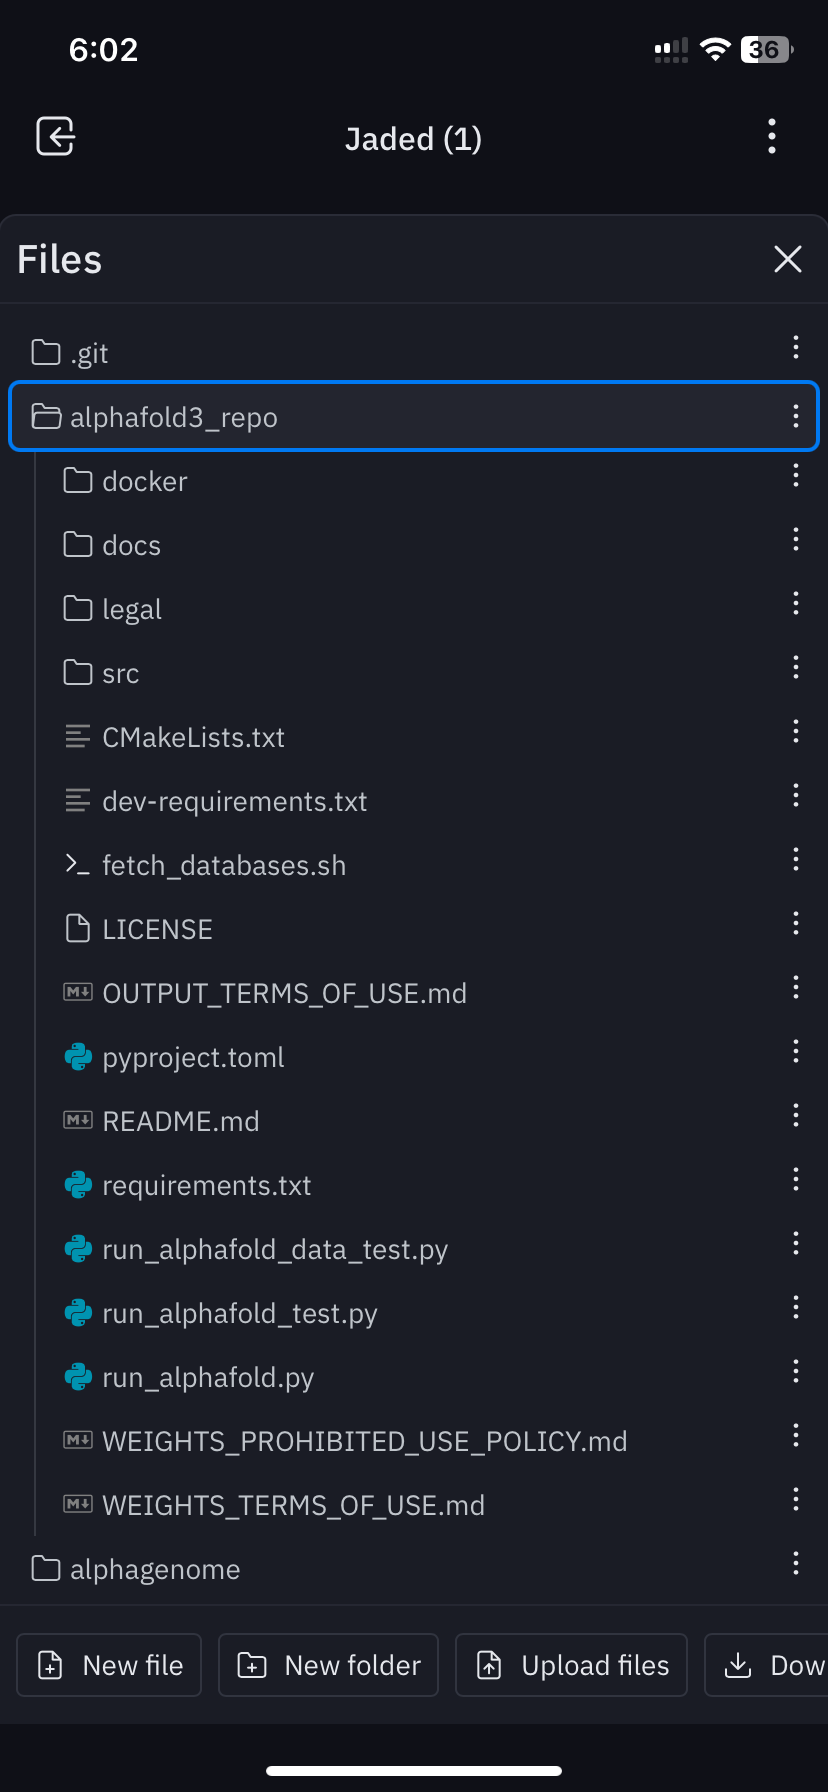 6:02
36
Jaded (1)
Files
.git
alphafold3_repo
docker
docs
legal
src
CMakeLists.txt
dev-requirements.txt
fetch_databases.sh
LICENSE
OUTPUT_TERMS_OF_USE.md
pyproject.toml
README.md
requirements.txt
run_alphafold_data_test.py
run_alphafold_test.py
run_alphafold.py
WEIGHTS_PROHIBITED_USE_POLICY.md
WEIGHTS_TERMS_OF_USE.md
alphagenome
New file
New folder
Upload files
Dow